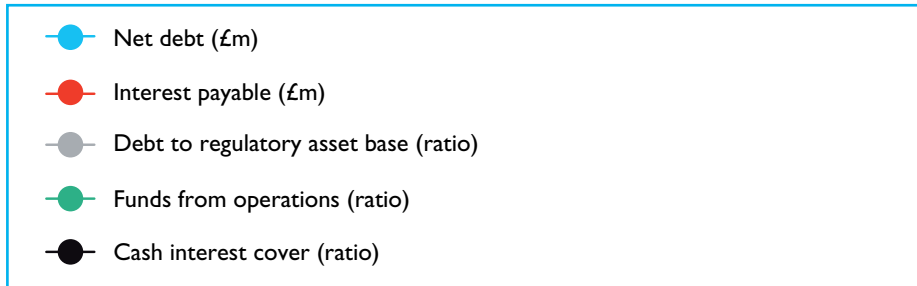 Net debt (£m)
Interest payable (£m)
Debt to regulatory asset base (ratio)
Funds from operations (ratio)
Cash interest cover (ratio)